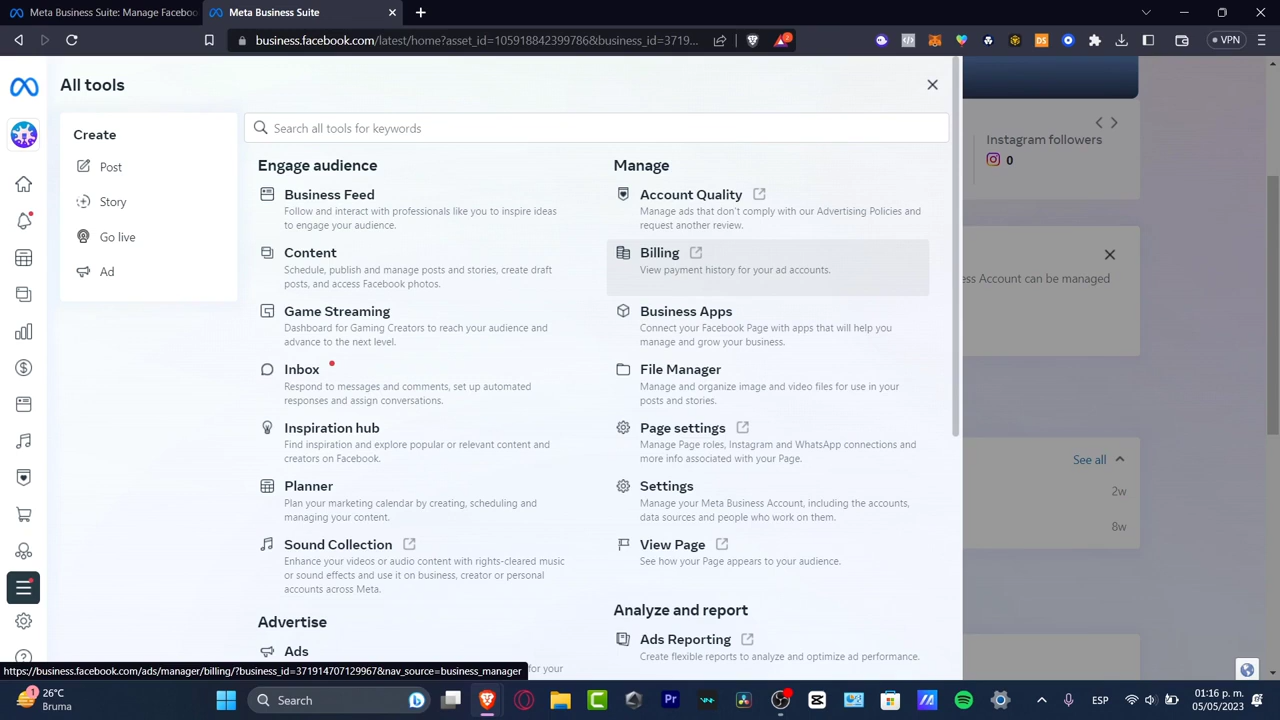 Meta Business Suite: Manage Facebo
Meta Business Suite
business.facebook.com/latest/home?asset_id=105918842399786&business_id=3719...
VPN
All tools
Create
Post
Story
Go live
Ad
Search all tools for keywords
Engage audience
Business Feed
Follow and interact with professionals like you to inspire ideas
to engage your audience.
Content
Schedule, publish and manage posts and stories, create draft
posts, and access Facebook photos.
Game Streaming
Dashboard for Gaming Creators to reach your audience and
advance to the next level.
Inbox
Respond to messages and comments, set up automated
responses and assign conversations.
Inspiration hub
Find inspiration and explore popular or relevant content and
creators on Facebook.
Planner
Plan your marketing calendar by creating, scheduling and
managing your content.
Sound Collection
Enhance your videos or audio content with rights-cleared music
or sound effects and use it on business, creator or personal
accounts across Meta.
Advertise
Ads
for your
Manage
Account Quality
Manage ads that don't comply with our Advertising Policies and
request another review.
Billing
View payment history for your ad accounts.
Business Apps
Connect your Facebook Page with apps that will help you
manage and grow your business.
File Manager
Manage and organize image and video files for use in your
posts and stories.
Page settings
Manage Page roles, Instagram and WhatsApp connections and
more info associated with your Page.
Settings
Manage your Meta Business Account, including the accounts,
data sources and people who work on them.
View Page
See how your Page appears to your audience.
Analyze and report
Ads Reporting
Create flexible reports to analyze and optimize ad performance.
Instagram followers
0
ess Account can be managed
See all
2w
8w
https://business.facebook.com/ads/manager/billing/?business_id=371914707129967&nav_source=business_manager
26°C
Bruma
Search
ESP
01:16 p. m.
05/05/2023